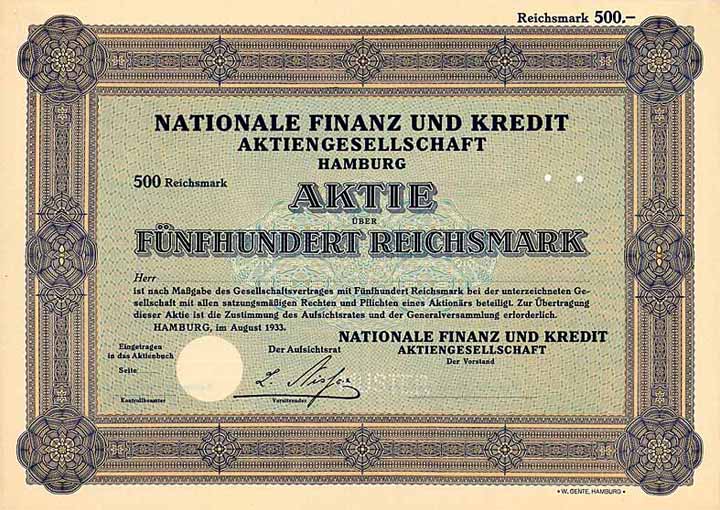 Reichsmark 500.–
NATIONALE FINANZ UND KREDIT
AKTIENGESELLSCHAFT
HAMBURG
500 Reichsmark
AKTIE
ÜBER
FÜNFHUNDERT REICHSMARK
Herr
ist nach Maßgabe des Gesellschaftsvertrages mit Fünfhundert Reichsmark bei der unterzeichneten Ge-
sellschaft mit allen satzungsmäßigen Rechten und Pflichten eines Aktionärs beteiligt. Zur Übertragung
dieser Aktie ist die Zustimmung des Aufsichtsrates und der Generalversammlung erforderlich.
HAMBURG, im August 1933.
NATIONALE FINANZ UND KREDIT
AKTIENGESELLSCHAFT
Der Vorstand
Eingetragen
in das Aktienbuch
Seite
Kontrollbeamter
Der Aufsichtsrat
Vorsitzender
MUSTER
• W. GENTE, HAMBURG •